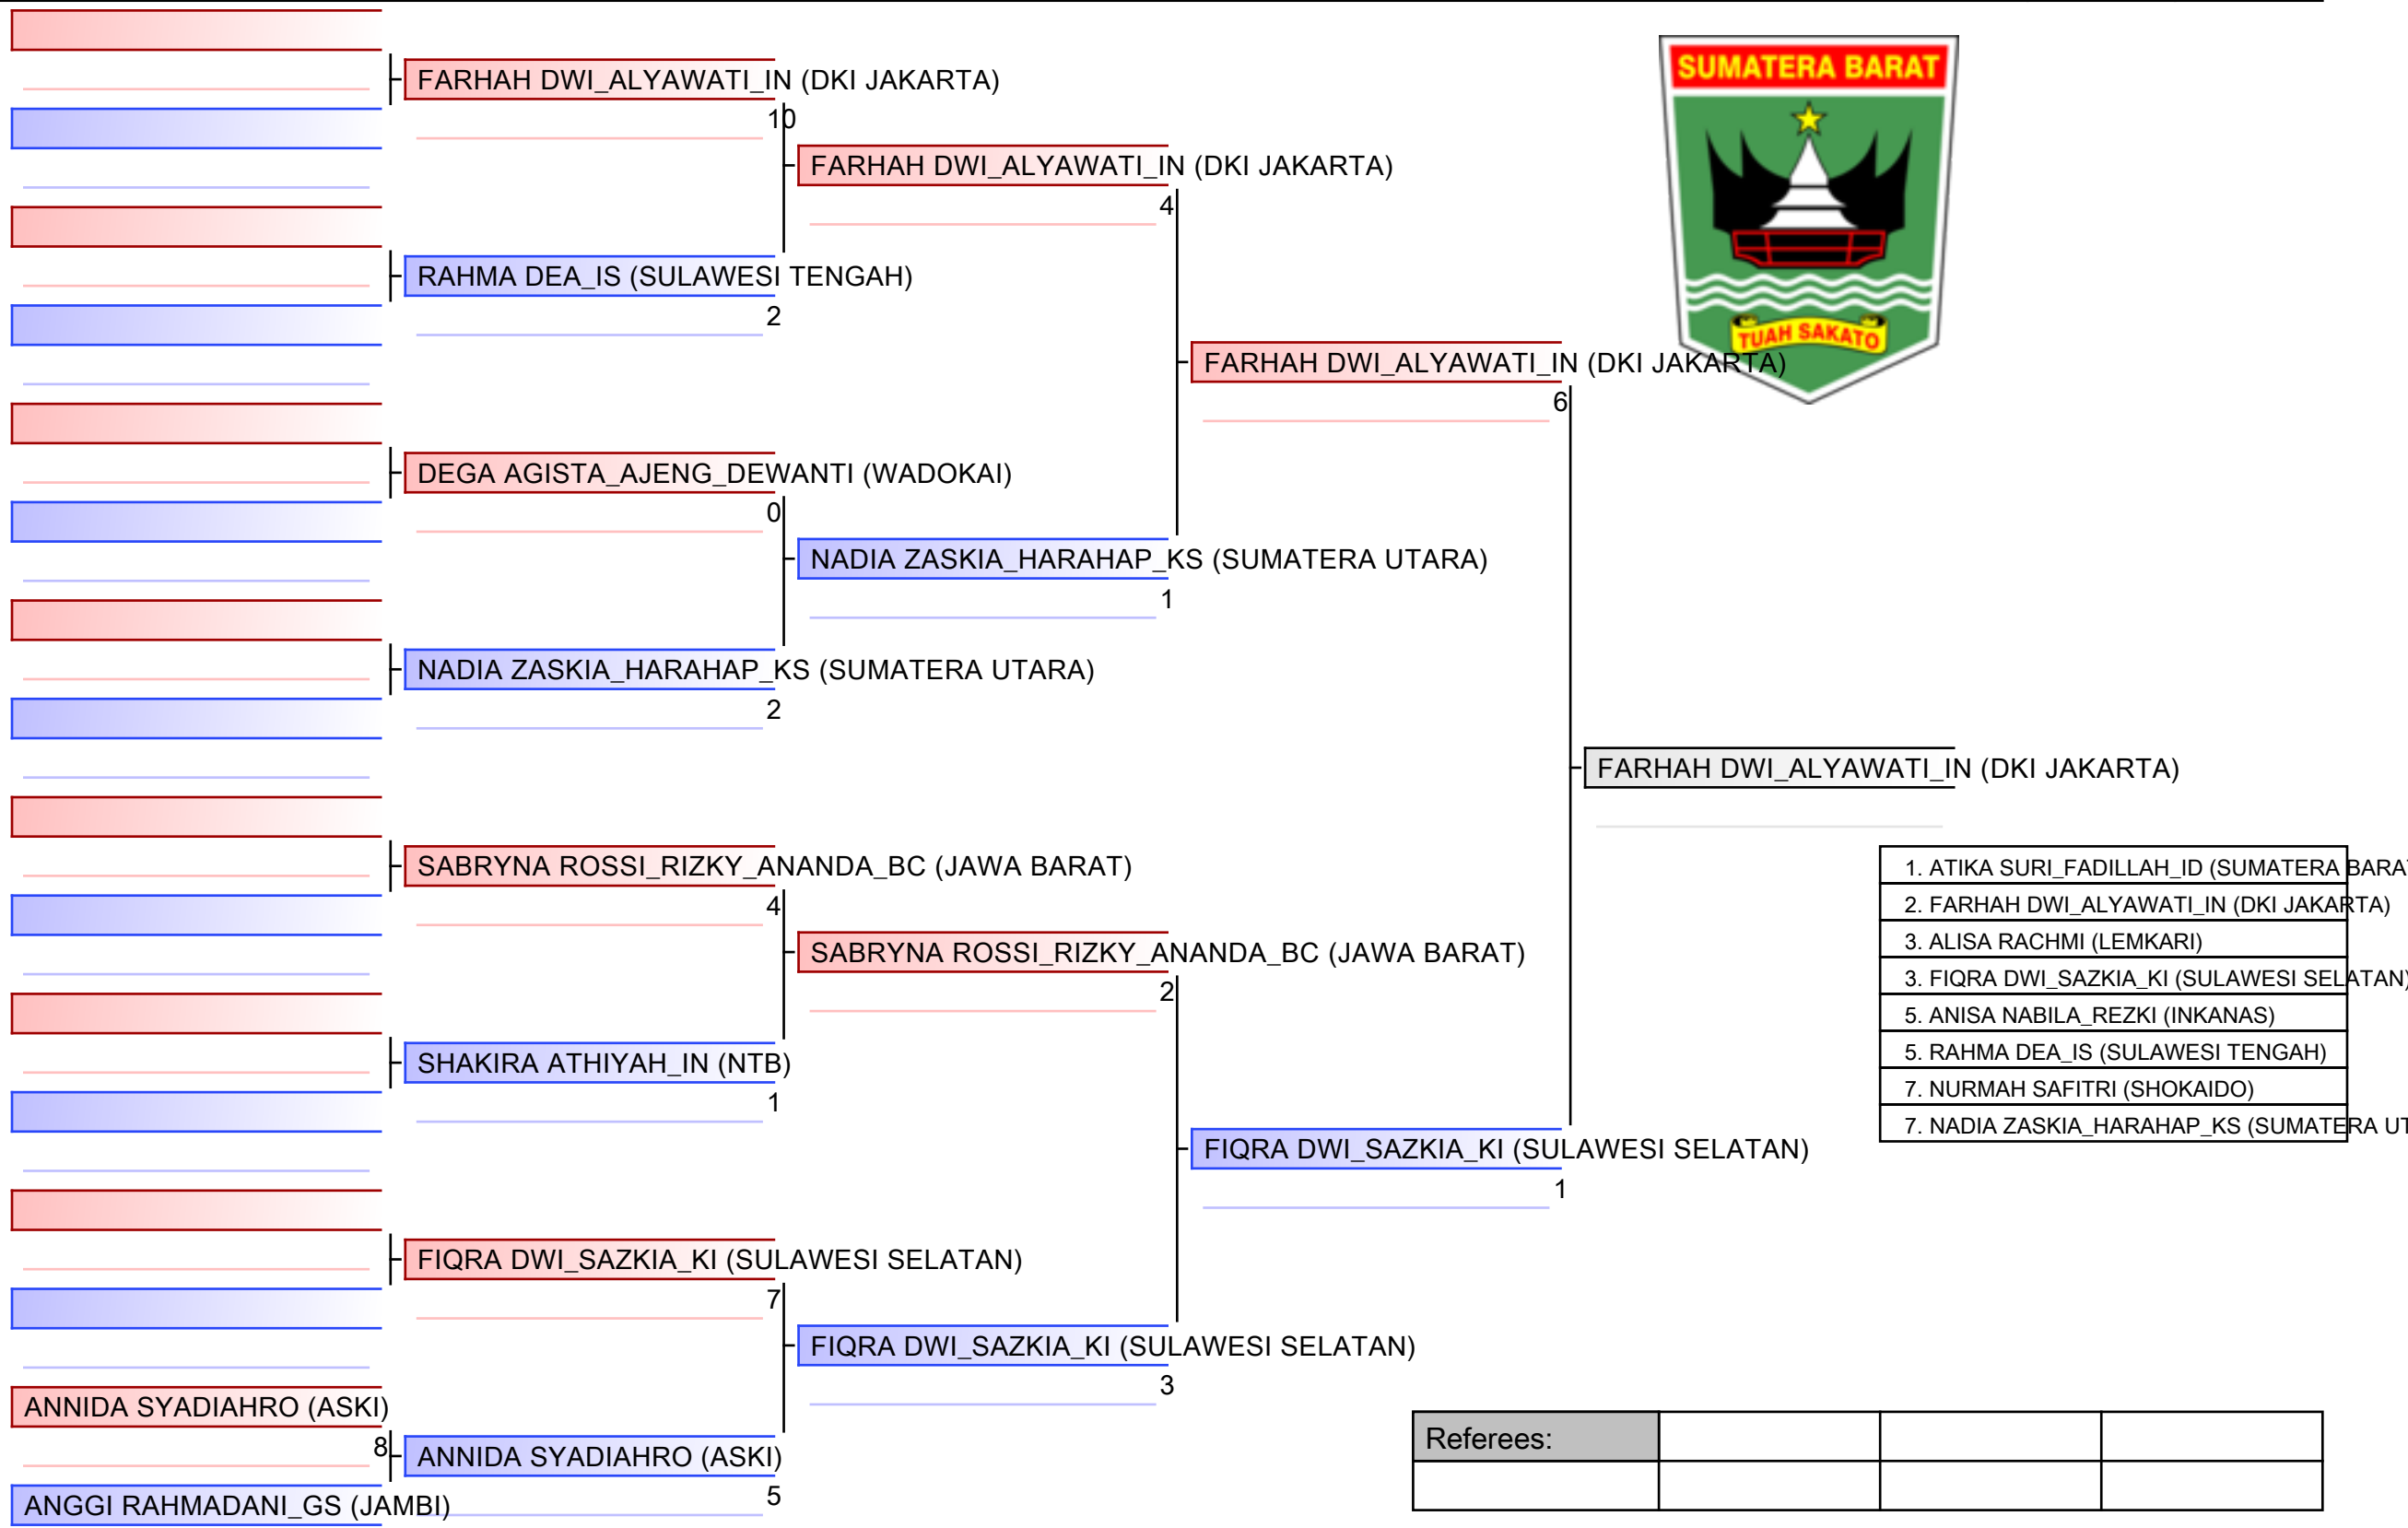 SUMATERA BARAT
TUAH SAKATO
FARHAH DWI_ALYAWATI_IN (DKI JAKARTA)
10
RAHMA DEA_IS (SULAWESI TENGAH)
2
DEGA AGISTA_AJENG_DEWANTI (WADOKAI)
0
NADIA ZASKIA_HARAHAP_KS (SUMATERA UTARA)
2
SABRYNA ROSSI_RIZKY_ANANDA_BC (JAWA BARAT)
4
SHAKIRA ATHIYAH_IN (NTB)
1
FIQRA DWI_SAZKIA_KI (SULAWESI SELATAN)
7
ANNIDA SYADIAHRO (ASKI)
8
ANGGI RAHMADANI_GS (JAMBI)
ANNIDA SYADIAHRO (ASKI)
5
FARHAH DWI_ALYAWATI_IN (DKI JAKARTA)
4
NADIA ZASKIA_HARAHAP_KS (SUMATERA UTARA)
1
SABRYNA ROSSI_RIZKY_ANANDA_BC (JAWA BARAT)
2
FIQRA DWI_SAZKIA_KI (SULAWESI SELATAN)
3
FARHAH DWI_ALYAWATI_IN (DKI JAKARTA)
6
FIQRA DWI_SAZKIA_KI (SULAWESI SELATAN)
1
FARHAH DWI_ALYAWATI_IN (DKI JAKARTA)
1. ATIKA SURI_FADILLAH_ID (SUMATERA BARA
2. FARHAH DWI_ALYAWATI_IN (DKI JAKARTA)
3. ALISA RACHMI (LEMKARI)
3. FIQRA DWI_SAZKIA_KI (SULAWESI SELATAN)
5. ANISA NABILA_REZKI (INKANAS)
5. RAHMA DEA_IS (SULAWESI TENGAH)
7. NURMAH SAFITRI (SHOKAIDO)
7. NADIA ZASKIA_HARAHAP_KS (SUMATERA UT
Referees: